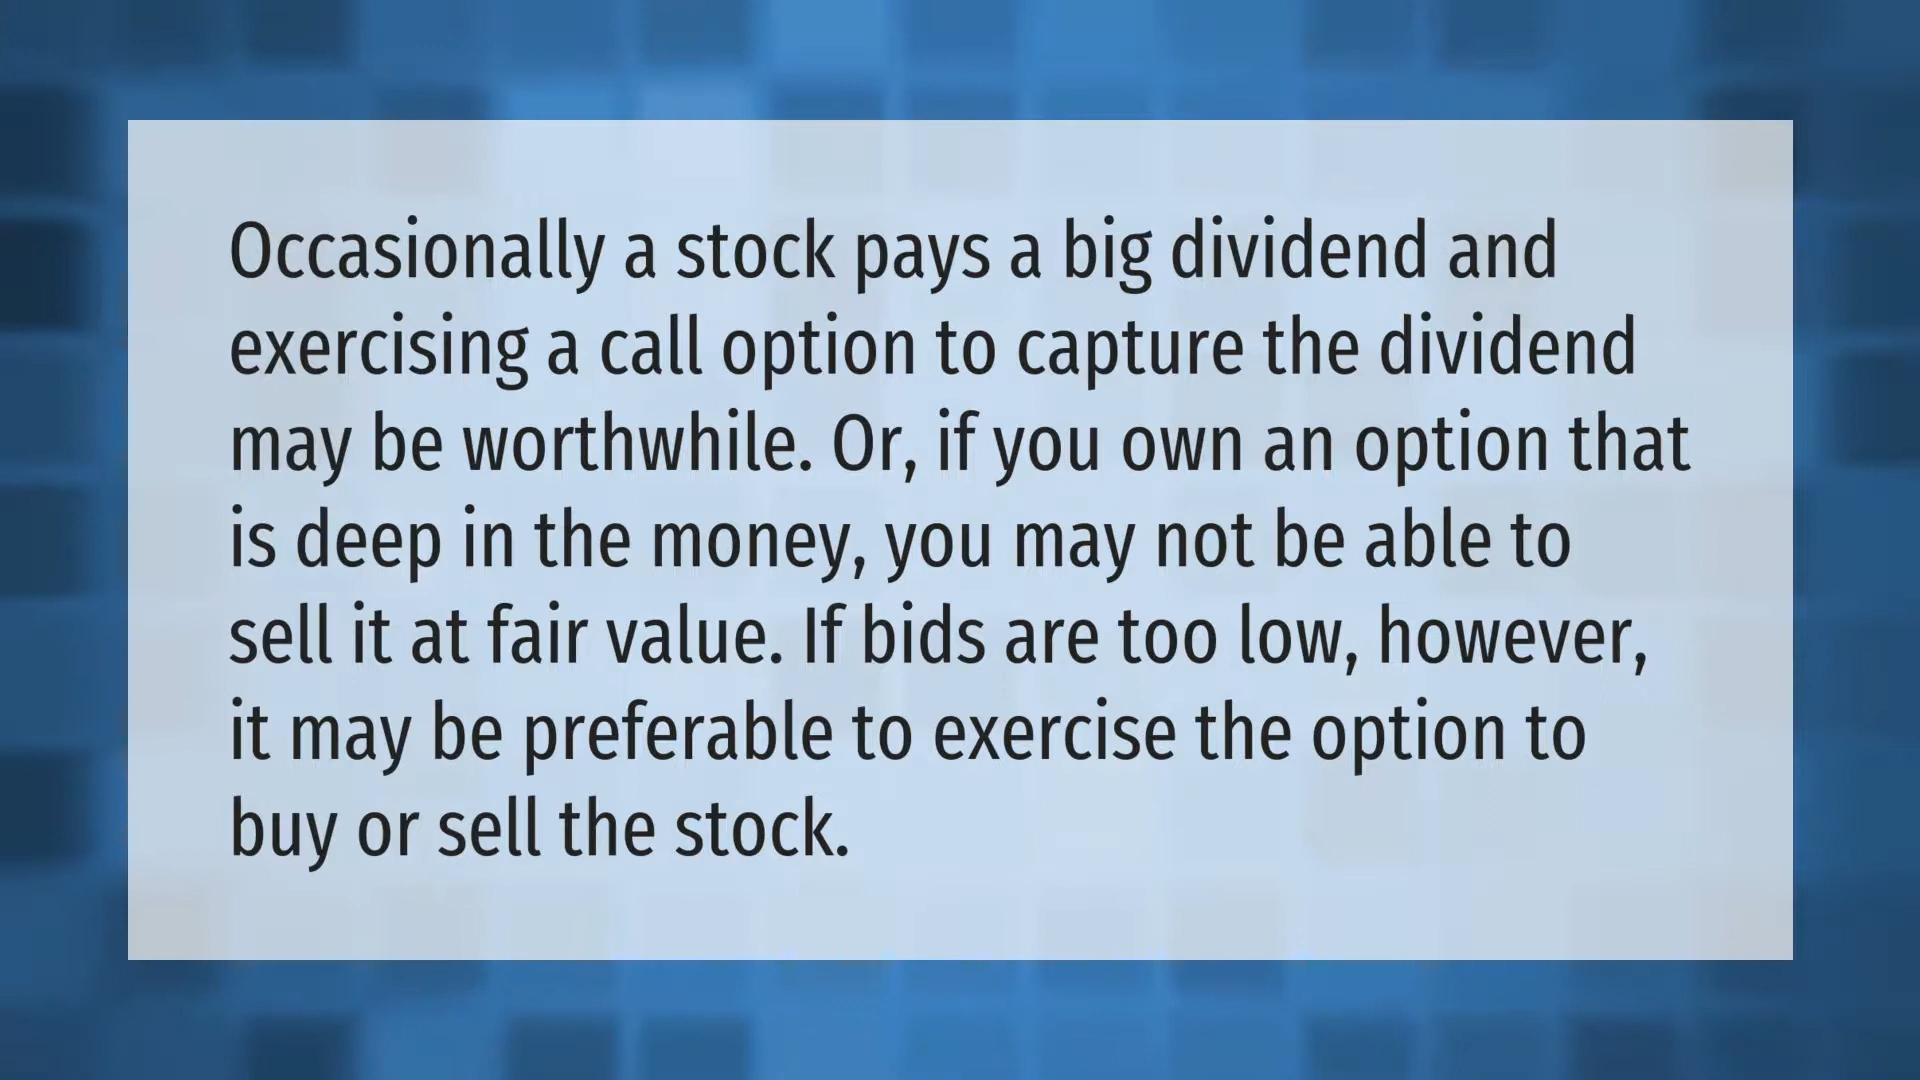 Occasionally a stock pays a big dividend and
exercising a call option to capture the dividend
may be worthwhile. Or, if you own an option that
is deep in the money, you may not be able to
sell it at fair value. If bids are too low, however,
it may be preferable to exercise the option to
buy or sell the stock.